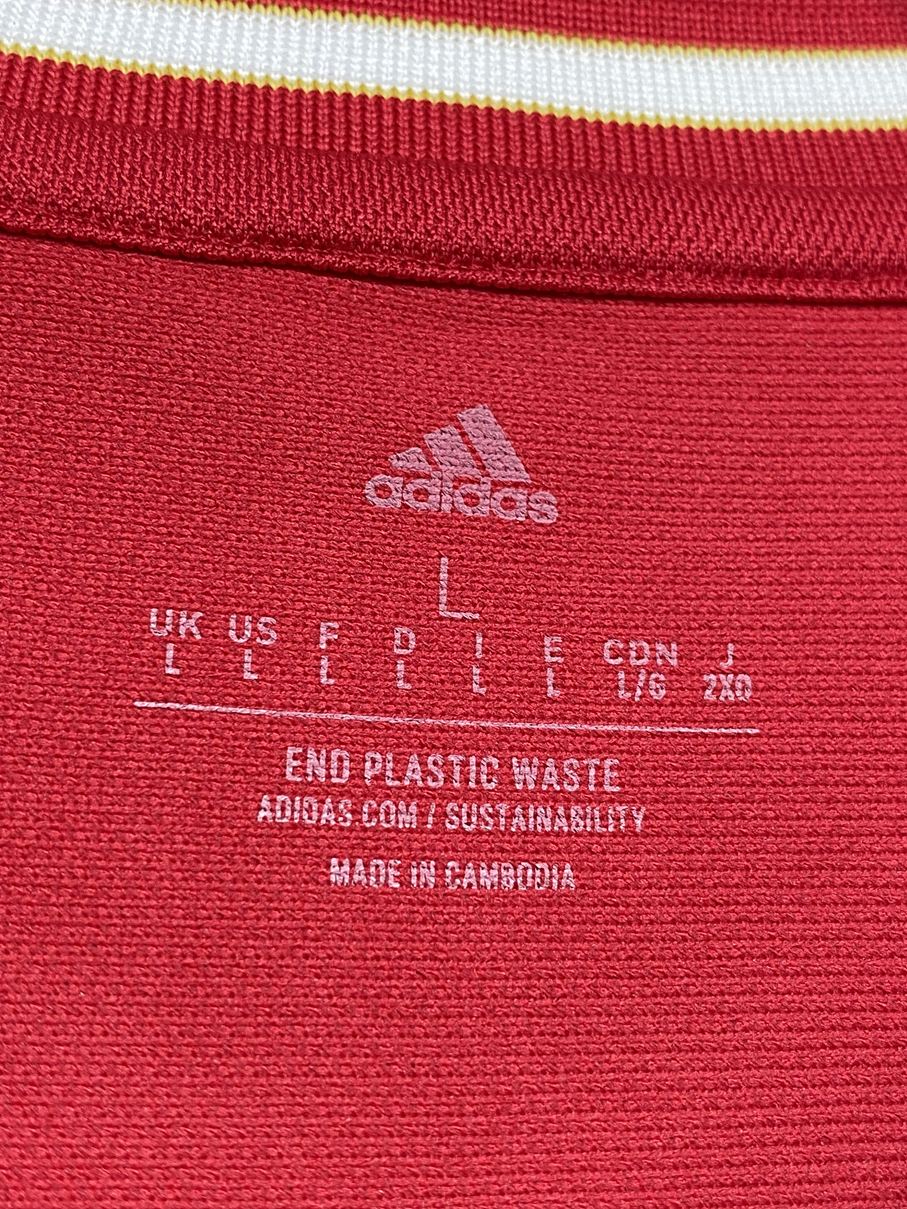 adidas
L
UK US F D I E CDN J
L L L L L L L/G 2XO
END PLASTIC WASTE
ADIDAS.COM / SUSTAINABILITY
MADE IN CAMBODIA